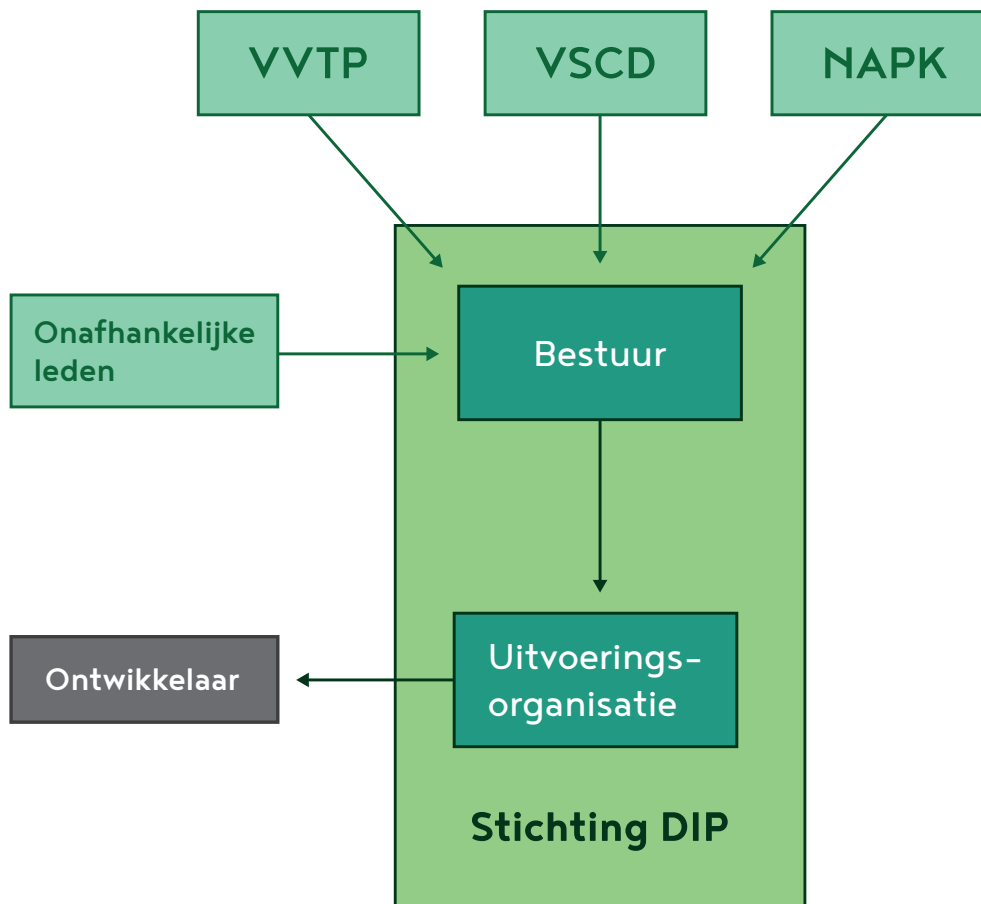 VVTP
VSCD
NAPK
Onafhankelijke
leden
Bestuur
Ontwikkelaar
Uitvoerings-
organisatie
Stichting DIP